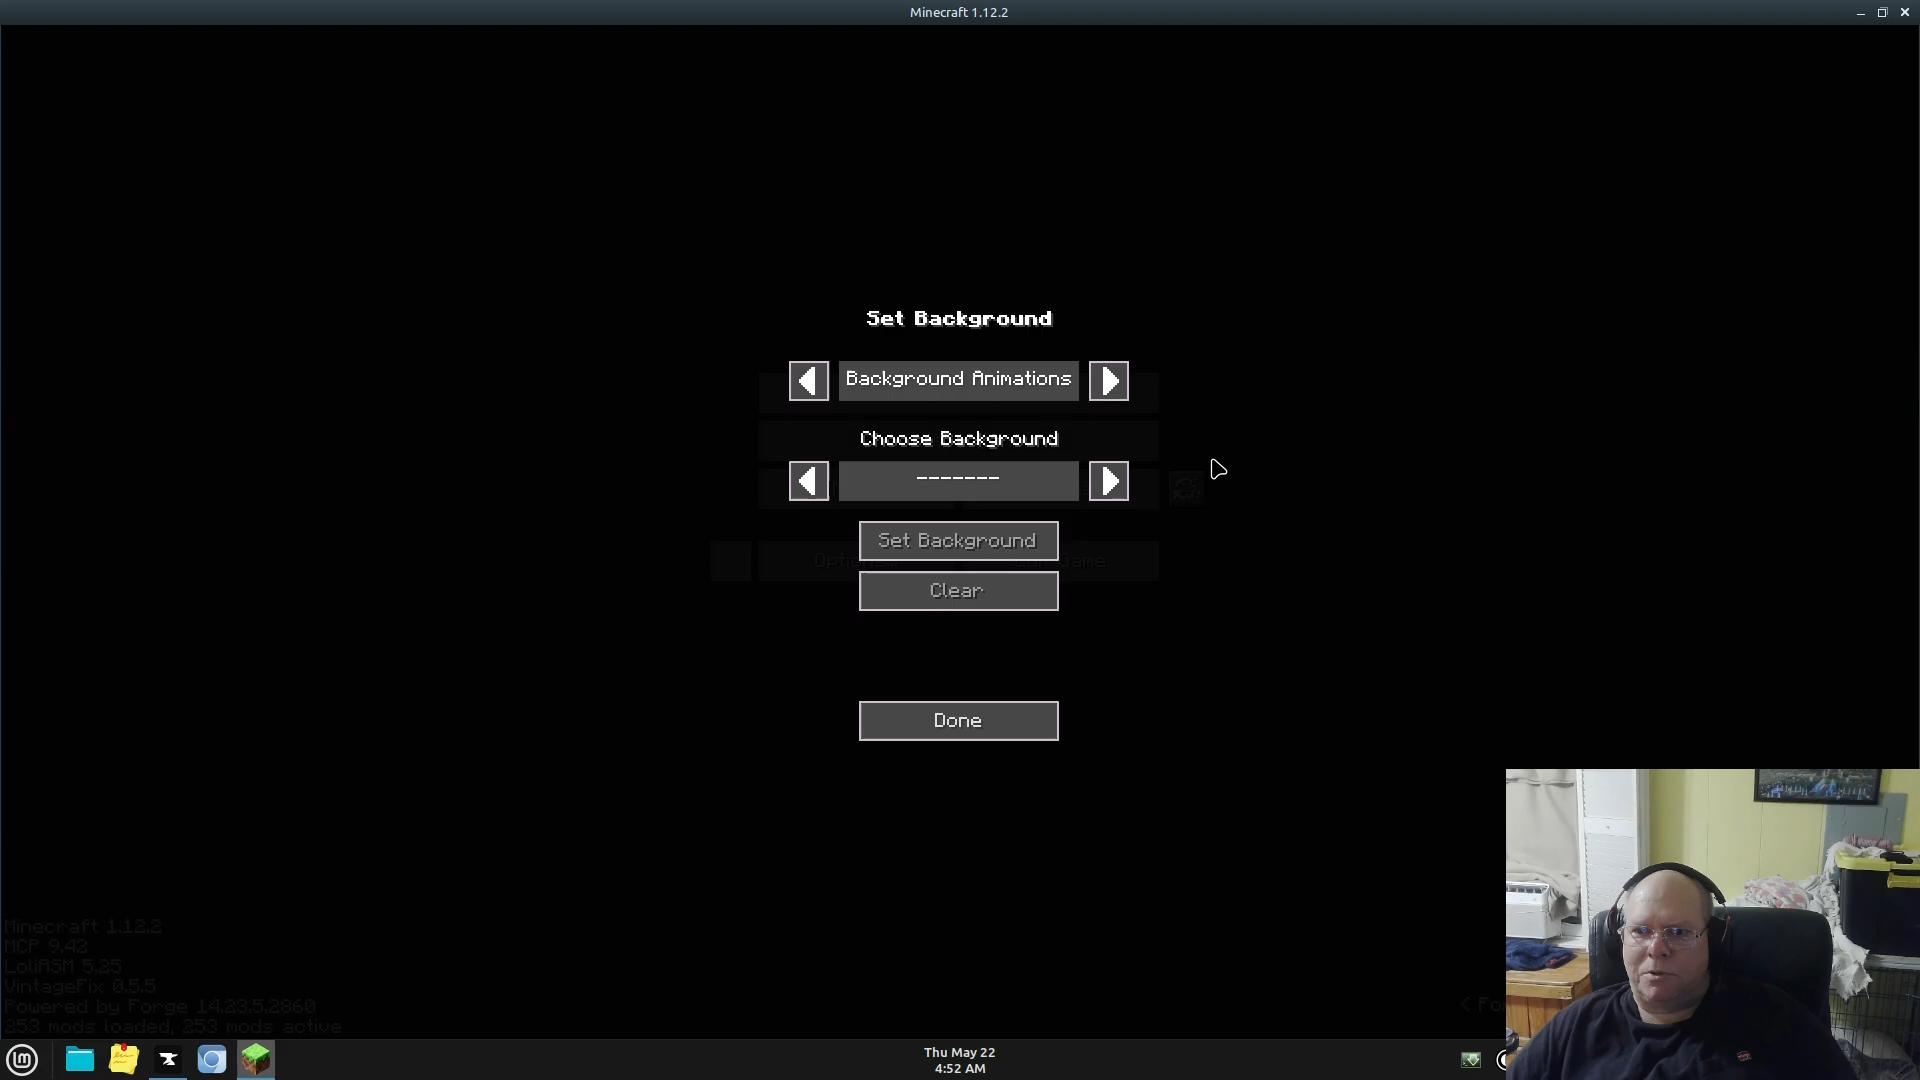 Minecraft 1.12.2
Set Background
Background Animations
Choose Background
-------
Set Background
Clear
Done
Minecraft 1.12.2
MCP 9.42
LoliASM 5.25
VintageFix 0.5.5
Powered by Forge 14.23.5.2860
253 mods loaded, 253 mods active
Thu May 22
4:52 AM